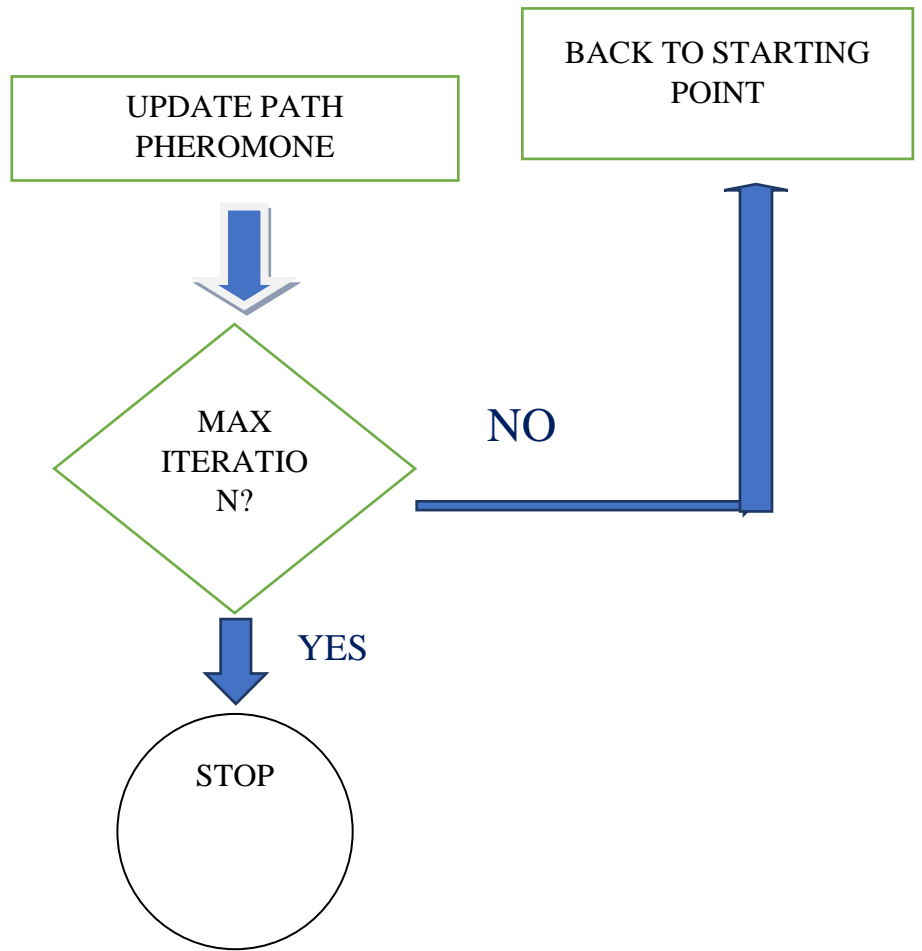 BACK TO STARTING
POINT
UPDATE PATH
PHEROMONE
MAX
ITERATIO
N?
NO
YES
STOP